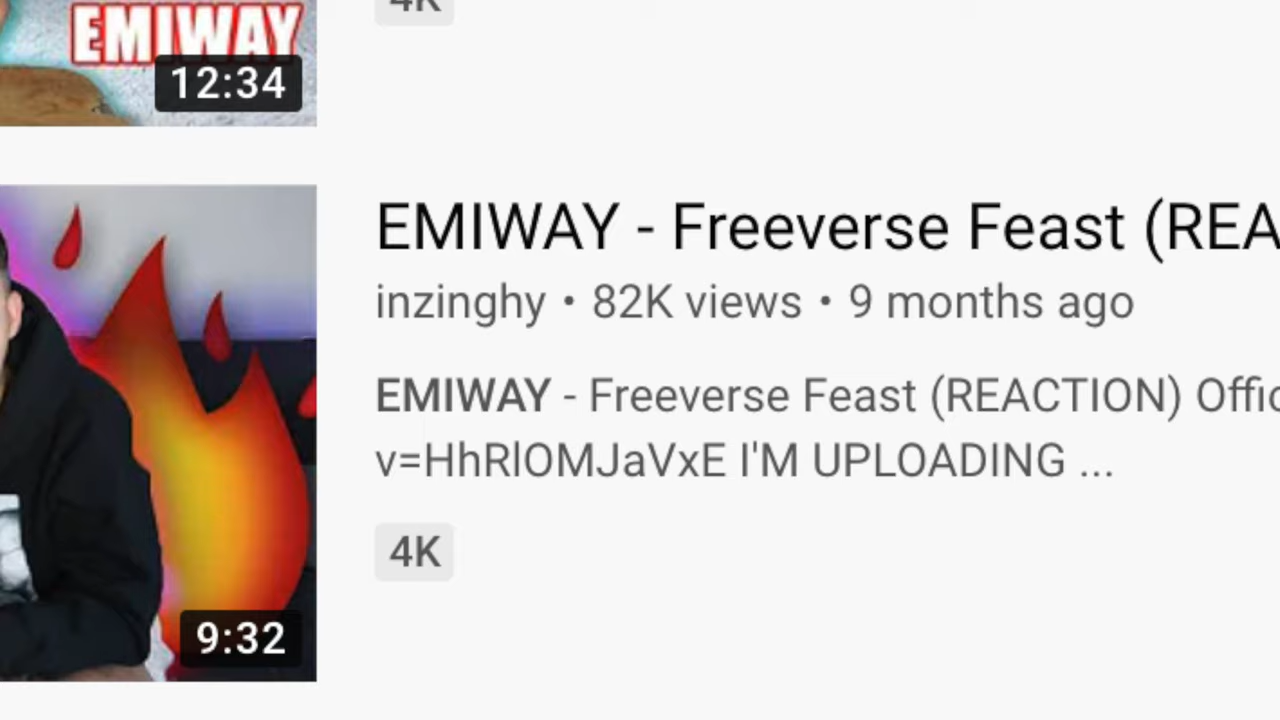 4K
EMIWAY
12:34
EMIWAY - Freeverse Feast (REA
inzinghy • 82K views • 9 months ago
EMIWAY - Freeverse Feast (REACTION) Offic
v=HhRlOMJaVxE I'M UPLOADING ...
4K
9:32